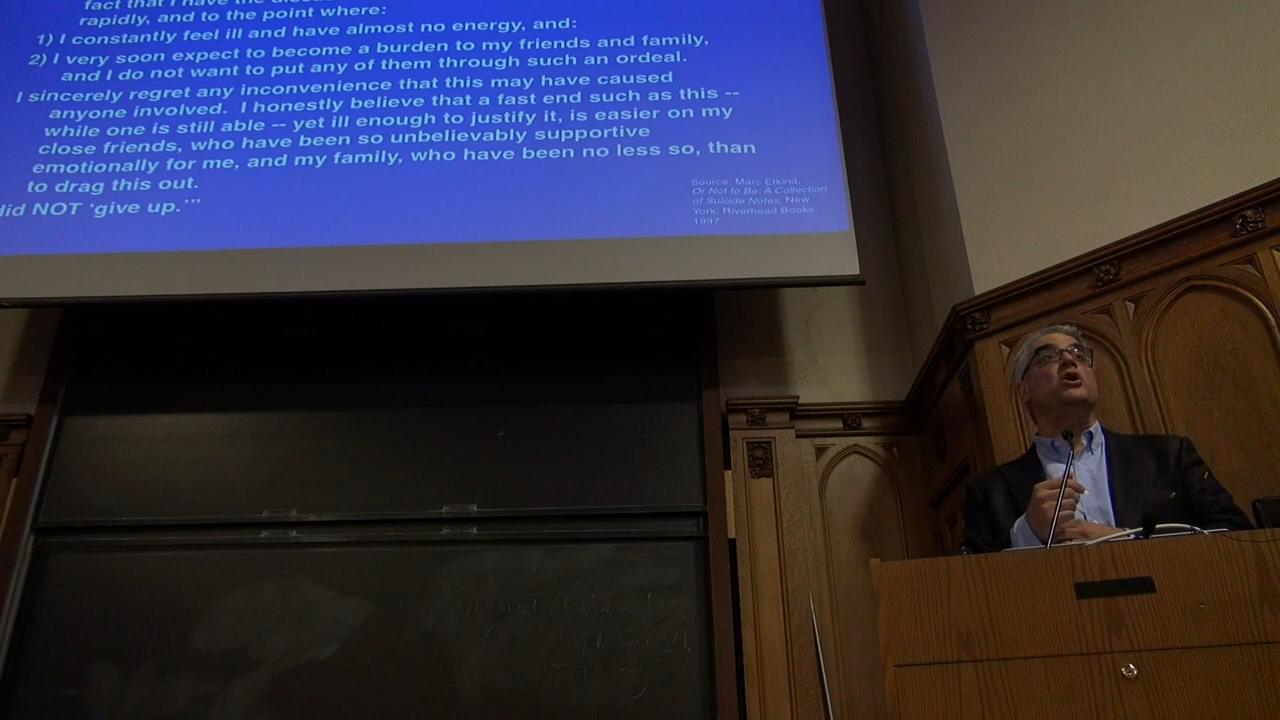 fact that I have the
rapidly, and to the point where:
1) I constantly feel ill and have almost no energy, and:
2) I very soon expect to become a burden to my friends and family,
and I do not want to put any of them through such an ordeal.
I sincerely regret any inconvenience that this may have caused
anyone involved.  I honestly believe that a fast end such as this --
while one is still able -- yet ill enough to justify it, is easier on my
close friends, who have been so unbelievably supportive
emotionally for me, and my family, who have been no less so, than
to drag this out.
did NOT ‘give up.’”
Source: Marc Etkind, ...
Or Not to Be: A Collection
of Suicide Notes, New
York: Riverhead Books,
1997